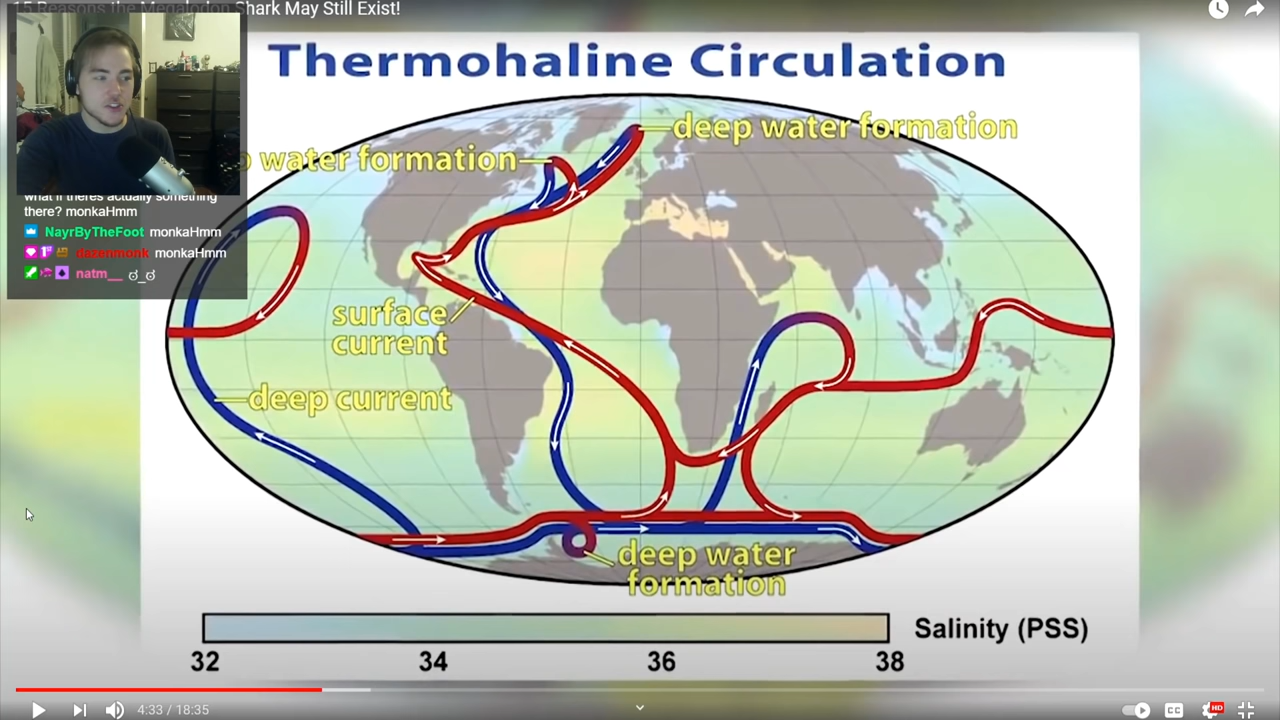 15 Reasons the Megalodon Shark May Still Exist!
Thermohaline Circulation
deep water formation
water formation
what if theres actually something
there? monkaHmm
NayrByTheFoot monkaHmm
dazenmonk monkaHmm
natm__ ಠ_ಠ
surface
current
deep current
deep water
formation
Salinity (PSS)
32 34 36 38
4:33 / 18:35
CC
HD